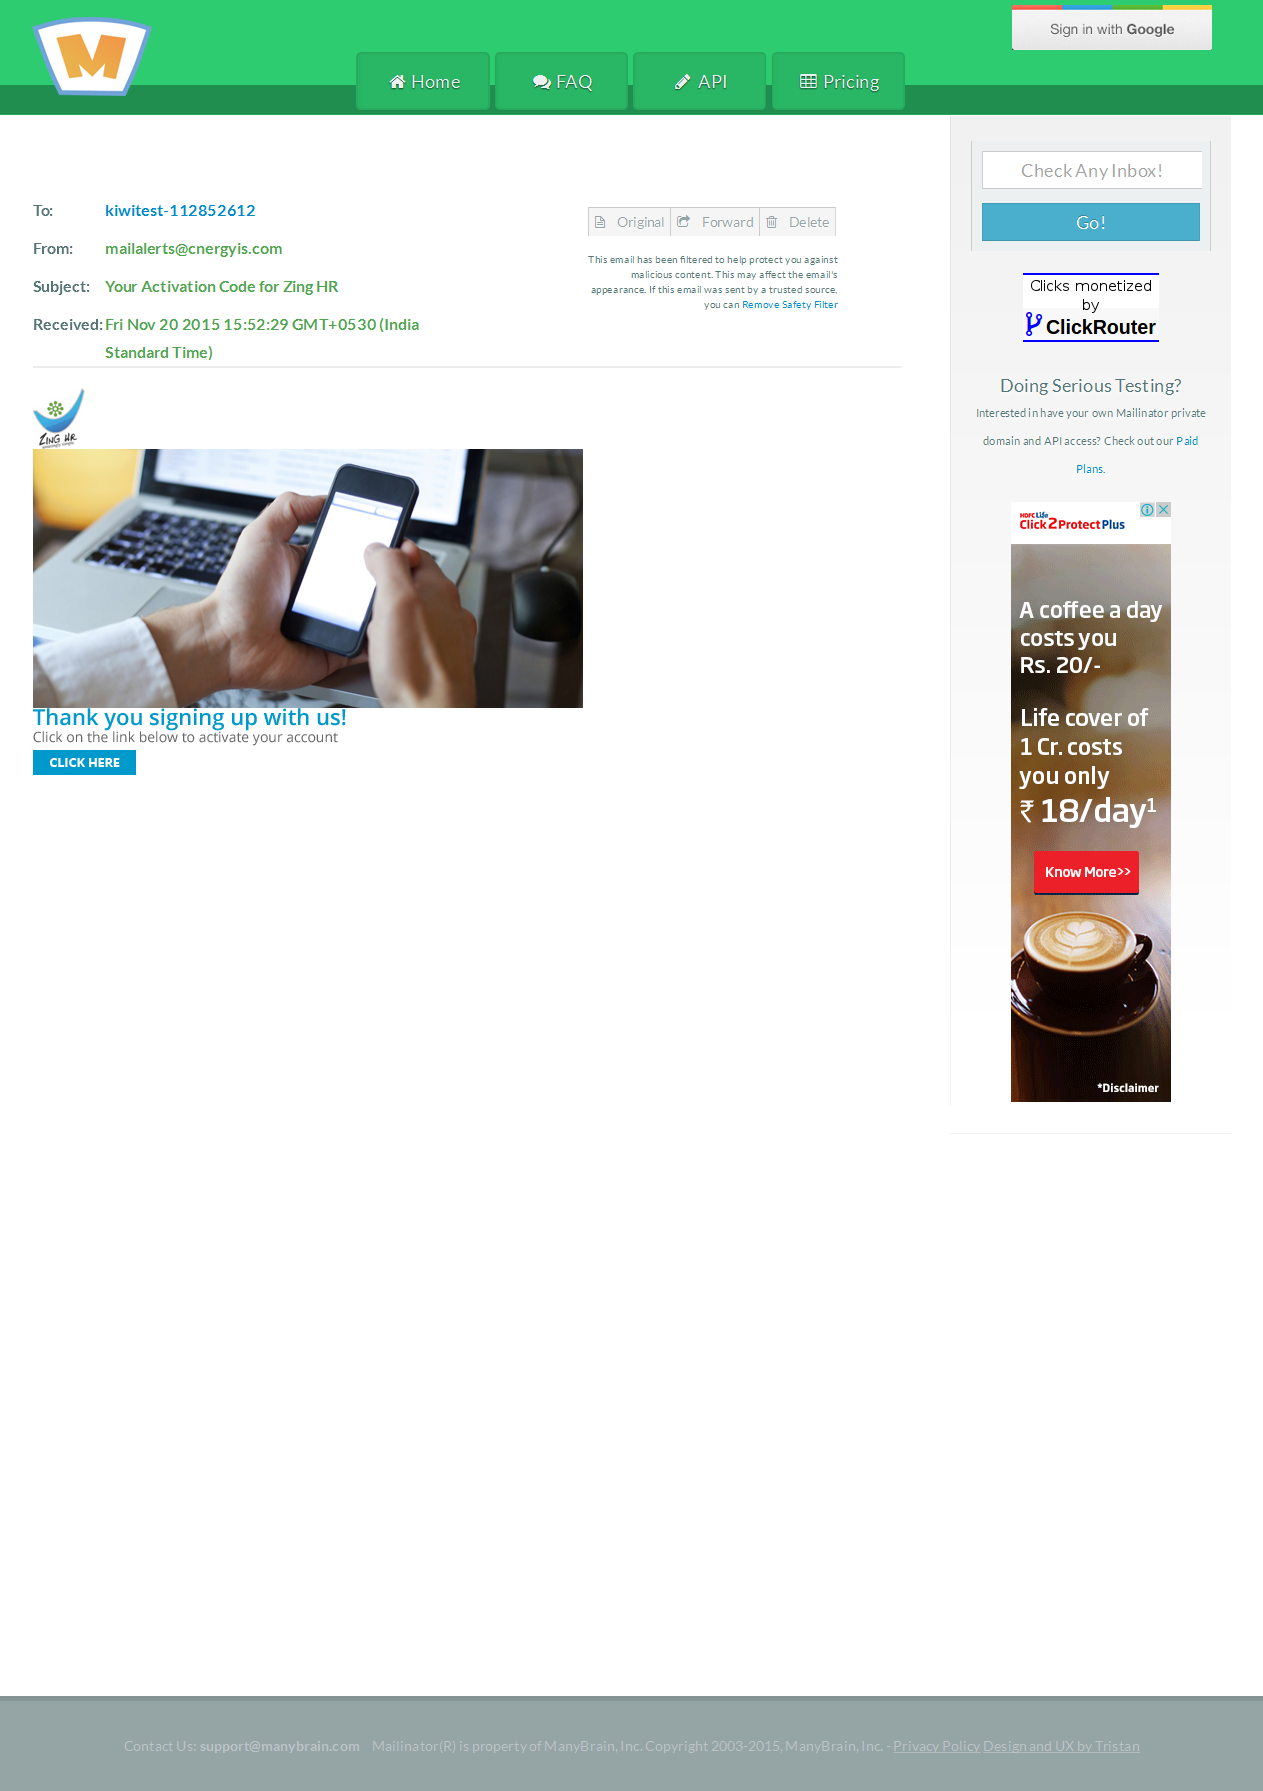 M
Sign in with Google
Home
FAQ
API
Pricing
To: kiwitest-112852612
From: mailalerts@cnergyis.com
Subject: Your Activation Code for Zing HR
Received: Fri Nov 20 2015 15:52:29 GMT+0530 (India
Standard Time)
Original
Forward
Delete
This email has been filtered to help protect you against
malicious content. This may affect the email's
appearance. If this email was sent by a trusted source,
you can Remove Safety Filter
ZING HR
Thank you signing up with us!
Click on the link below to activate your account
CLICK HERE
Check Any Inbox!
Go!
Clicks monetized
by
ClickRouter
Doing Serious Testing?
Interested in have your own Mailinator private
domain and API access? Check out our Paid
Plans.
HDFC Life
Click2ProtectPlus
A coffee a day
costs you
Rs. 20/-
Life cover of
1 Cr. costs
you only
₹ 18/day1
Know More>>
*Disclaimer
Contact Us: support@manybrain.com Mailinator(R) is property of ManyBrain, Inc. Copyright 2003-2015, ManyBrain, Inc. - Privacy Policy Design and UX by Tristan